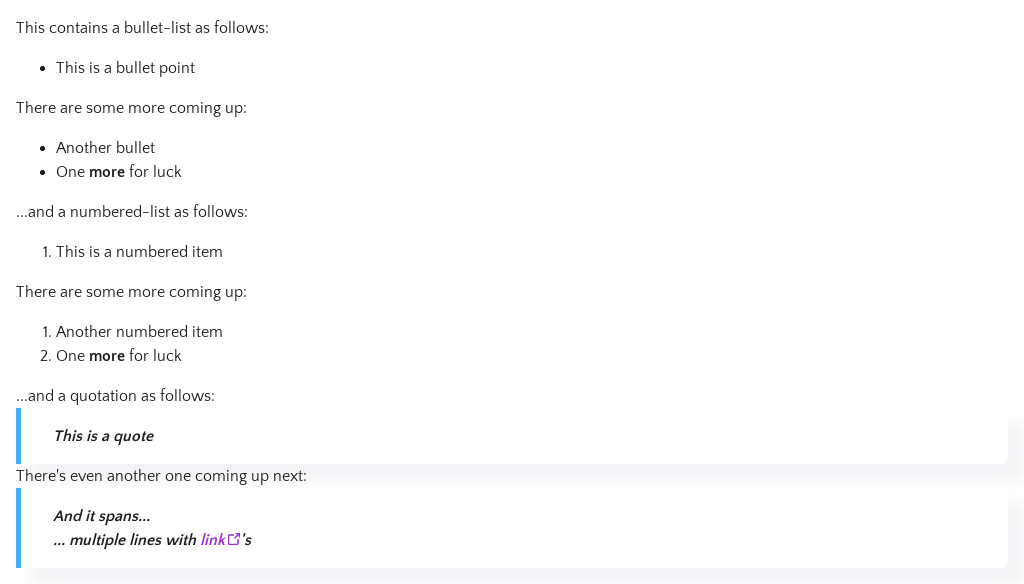 This contains a bullet-list as follows:
• This is a bullet point
There are some more coming up:
• Another bullet
• One more for luck
...and a numbered-list as follows:
1. This is a numbered item
There are some more coming up:
1. Another numbered item
2. One more for luck
...and a quotation as follows:
This is a quote
There's even another one coming up next:
And it spans...
... multiple lines with link's